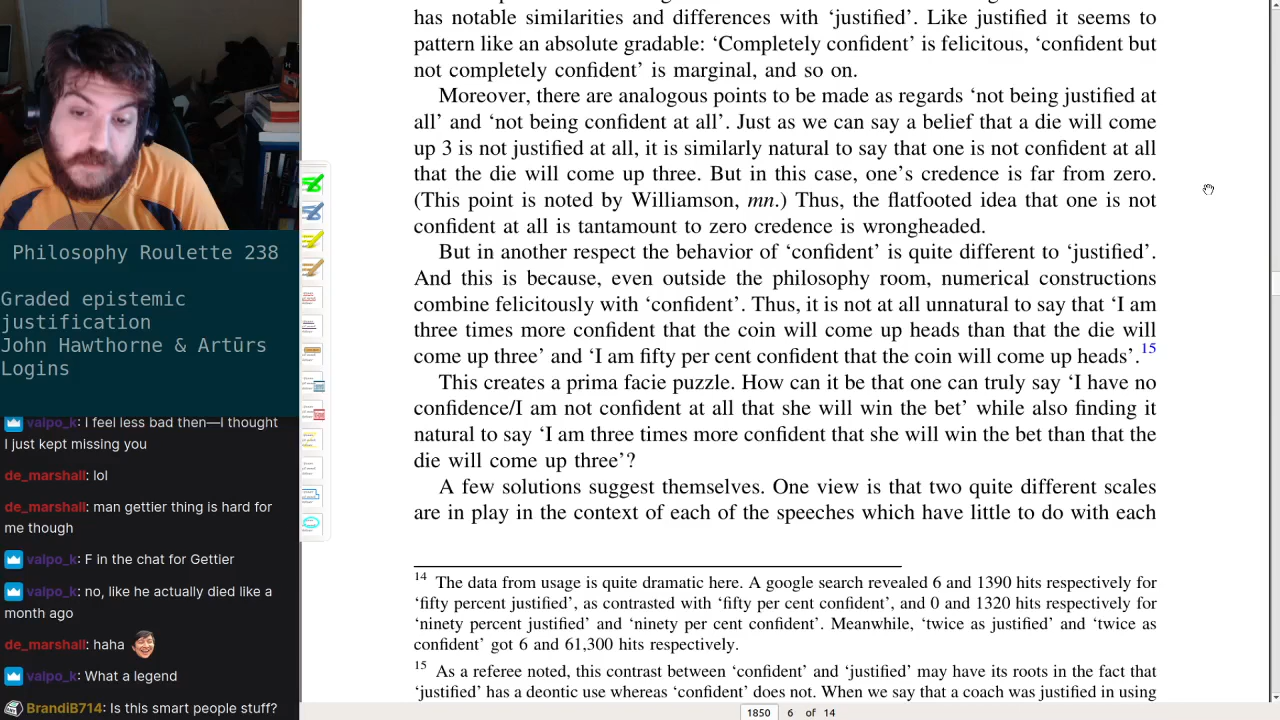 has notable similarities and differences with ‘justified’. Like justified it seems to
pattern like an absolute gradable: ‘Completely confident’ is felicitous, ‘confident but
not completely confident’ is marginal, and so on.
Moreover, there are analogous points to be made as regards ‘not being justified at
all’ and ‘not being confident at all’. Just as we can say a belief that a die will come
up 3 is not justified at all, it is similarly natural to say that one is not confident at all
that the die will come up three. But in this case, one’s credence is far from zero.
(This point is noted by Williamson mn.) Thus, the flatfooted idea that one is not
confident at all is tantamount to zero credence is wrongheaded.
But in another respect the behavior of ‘confident’ is quite different to ‘justified’.
And this is because, even outside the philosophy room, numerical constructions
combine felicitously with confident. Thus, it is not at all unnatural to say that ‘I am
three times more confident that the coin will come up heads than that the die will
come up three’ and ‘I am 50 per cent confident that the coin will come up heads’.15
This creates a prima facie puzzle. How can it be that one can both say ‘I have no
confidence/I am not confident at all that she will win the bet’ while also finding it
natural to say ‘I am three times more confident that she will win the bet than that the
die will come up three’?
A few solutions suggest themselves. One view is that two quite different scales
are in play in the context of each of the speeches which have little to do with each
14 The data from usage is quite dramatic here. A google search revealed 6 and 1390 hits respectively for
‘fifty percent justified’, as contrasted with ‘fifty per cent confident’, and 0 and 1320 hits respectively for
‘ninety percent justified’ and ‘ninety per cent confident’. Meanwhile, ‘twice as justified’ and ‘twice as
confident’ got 6 and 61,300 hits respectively.
15 As a referee noted, this contrast between ‘confident’ and ‘justified’ may have its roots in the fact that
‘justified’ has a deontic use whereas ‘confident’ does not. When we say that a coach was justified in using
1850 6 of 14
Philosophy Roulette 238
Graded epistemic
justification
John Hawthorne & Artūrs
Logins
valpo_k: I feel less bad then—I thought
I just kept missing you
de_marshall: lol
de_marshall: man gettier thing is hard for
me though
valpo_k: F in the chat for Gettier
valpo_k: no, like he actually died like a
month ago
de_marshall: haha
valpo_k: What a legend
BrandiB714: Is this smart people stuff?